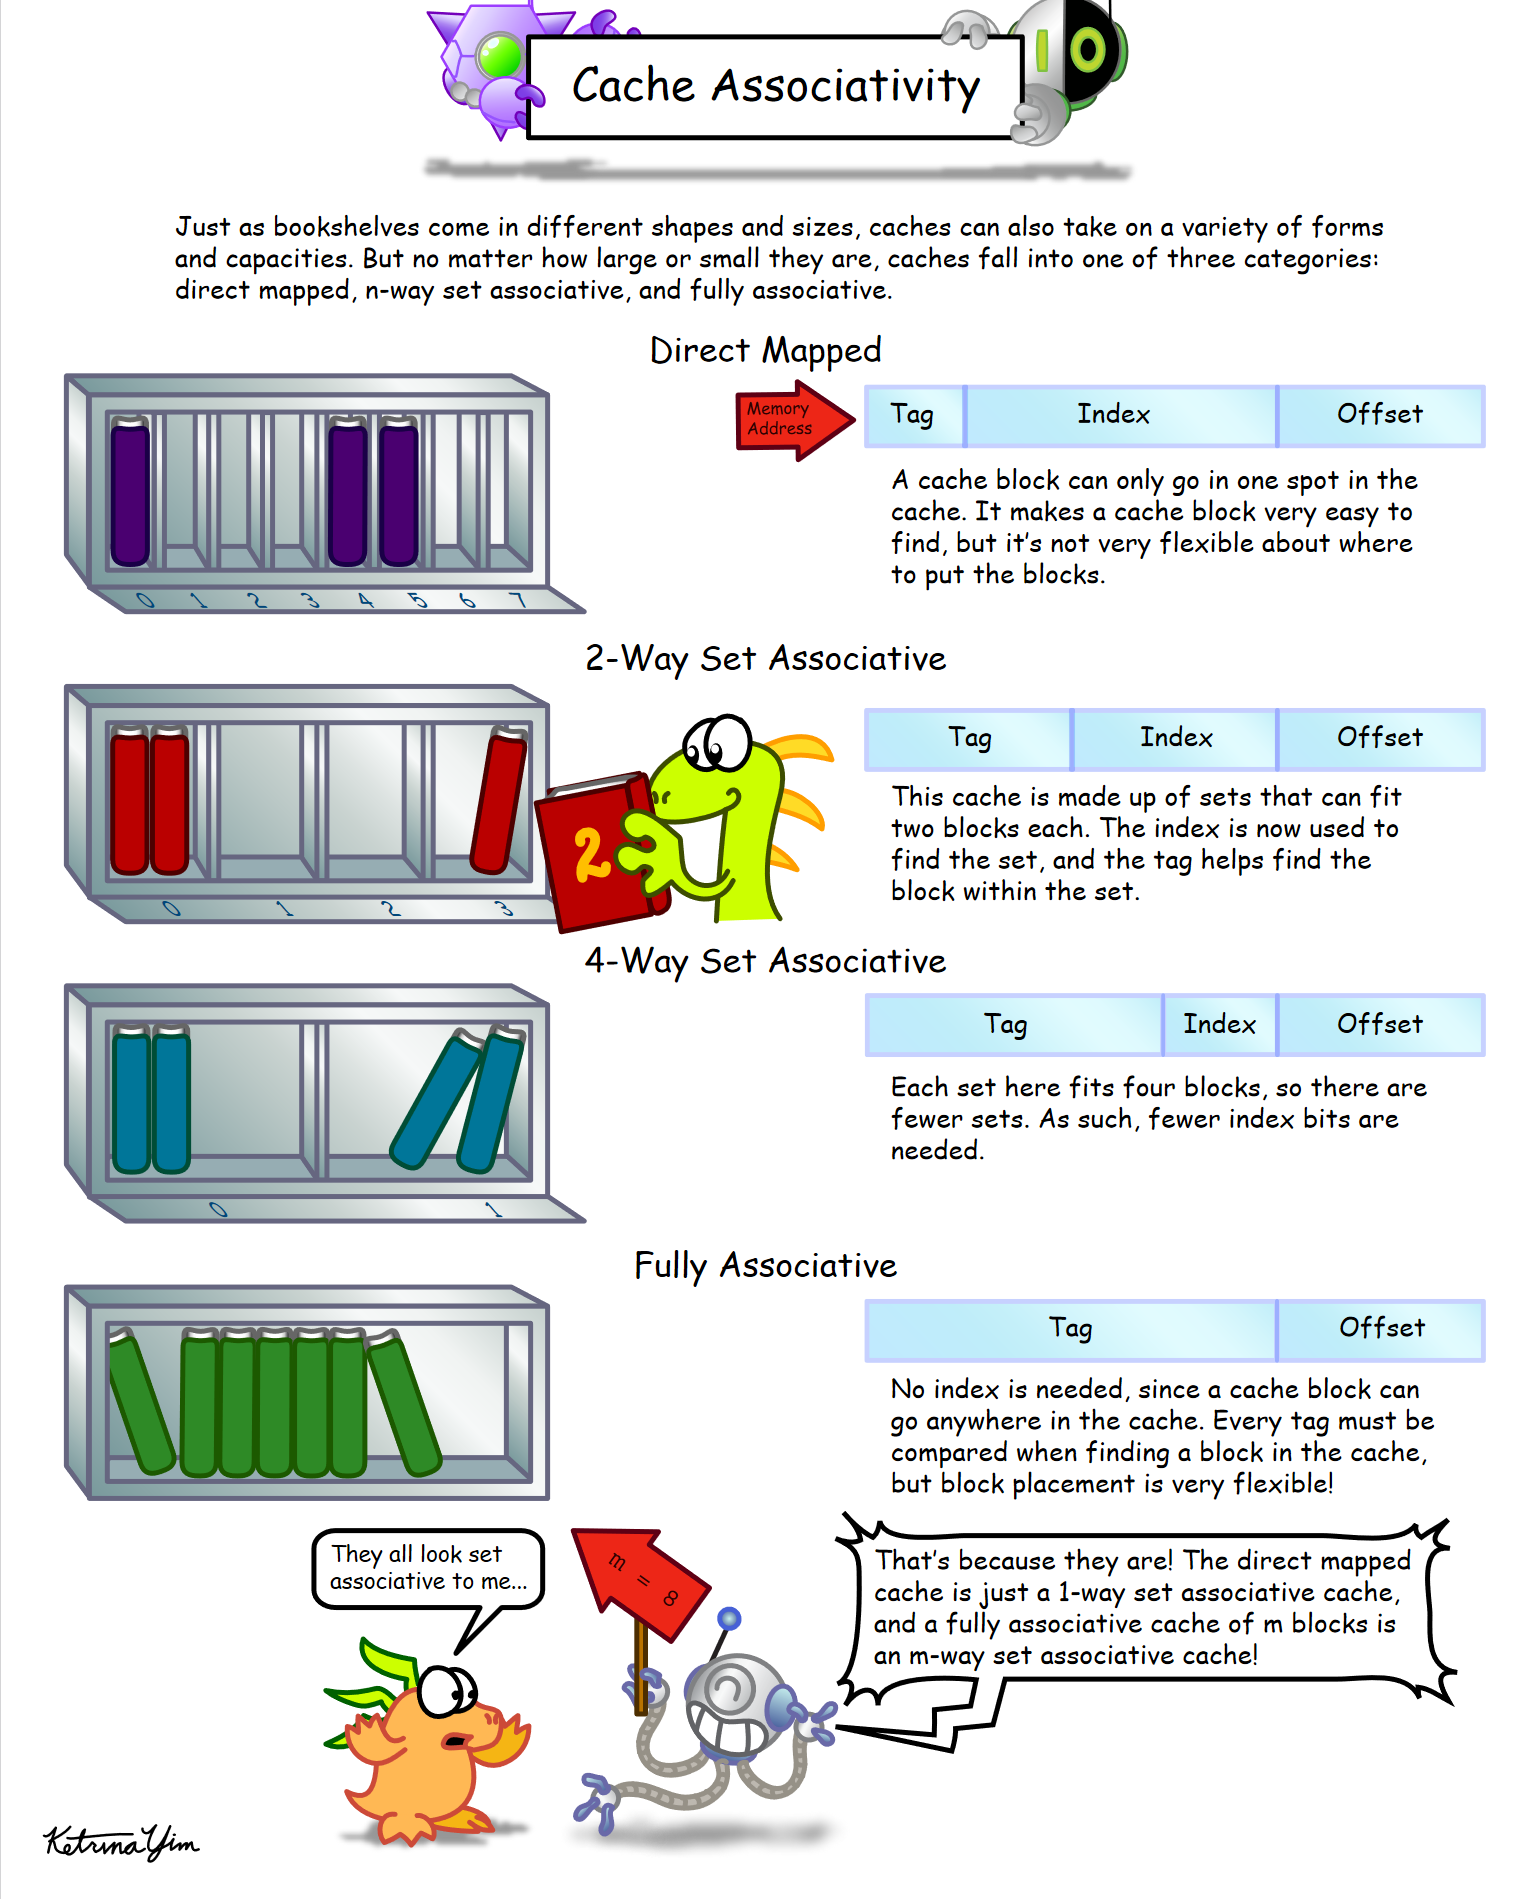 Cache Associativity
Just as bookshelves come in different shapes and sizes, caches can also take on a variety of forms
and capacities. But no matter how large or small they are, caches fall into one of three categories:
direct mapped, n-way set associative, and fully associative.
Direct Mapped
Memory
Address
Tag Index Offset
A cache block can only go in one spot in the
cache. It makes a cache block very easy to
find, but it's not very flexible about where
to put the blocks.
0 1 2 3 4 5 6 7
2-Way Set Associative
Tag Index Offset
2
This cache is made up of sets that can fit
two blocks each. The index is now used to
find the set, and the tag helps find the
block within the set.
0 1 2 3
4-Way Set Associative
Tag Index Offset
Each set here fits four blocks, so there are
fewer sets. As such, fewer index bits are
needed.
0 1
Fully Associative
Tag Offset
No index is needed, since a cache block can
go anywhere in the cache. Every tag must be
compared when finding a block in the cache,
but block placement is very flexible!
They all look set
associative to me...
m = 8
That's because they are! The direct mapped
cache is just a 1-way set associative cache,
and a fully associative cache of m blocks is
an m-way set associative cache!
Ketrina Yim